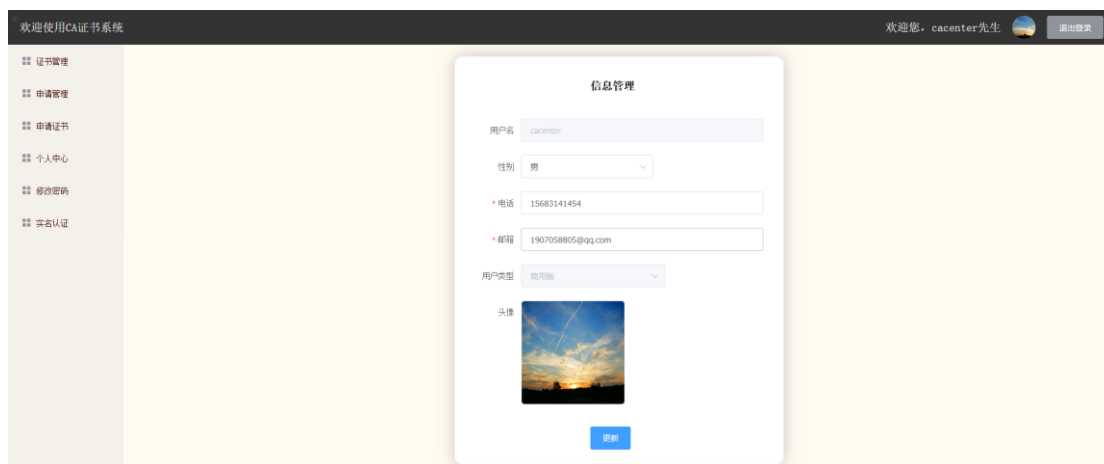 欢迎使用CA证书系统
欢迎您，cacenter先生
退出登录
证书管理
申请管理
申请证书
个人中心
修改密码
实名认证
信息管理
用户名 cacenter
性别 男
* 电话 15683141454
* 邮箱 1907058805@qq.com
用户类型 商用版
头像
更新